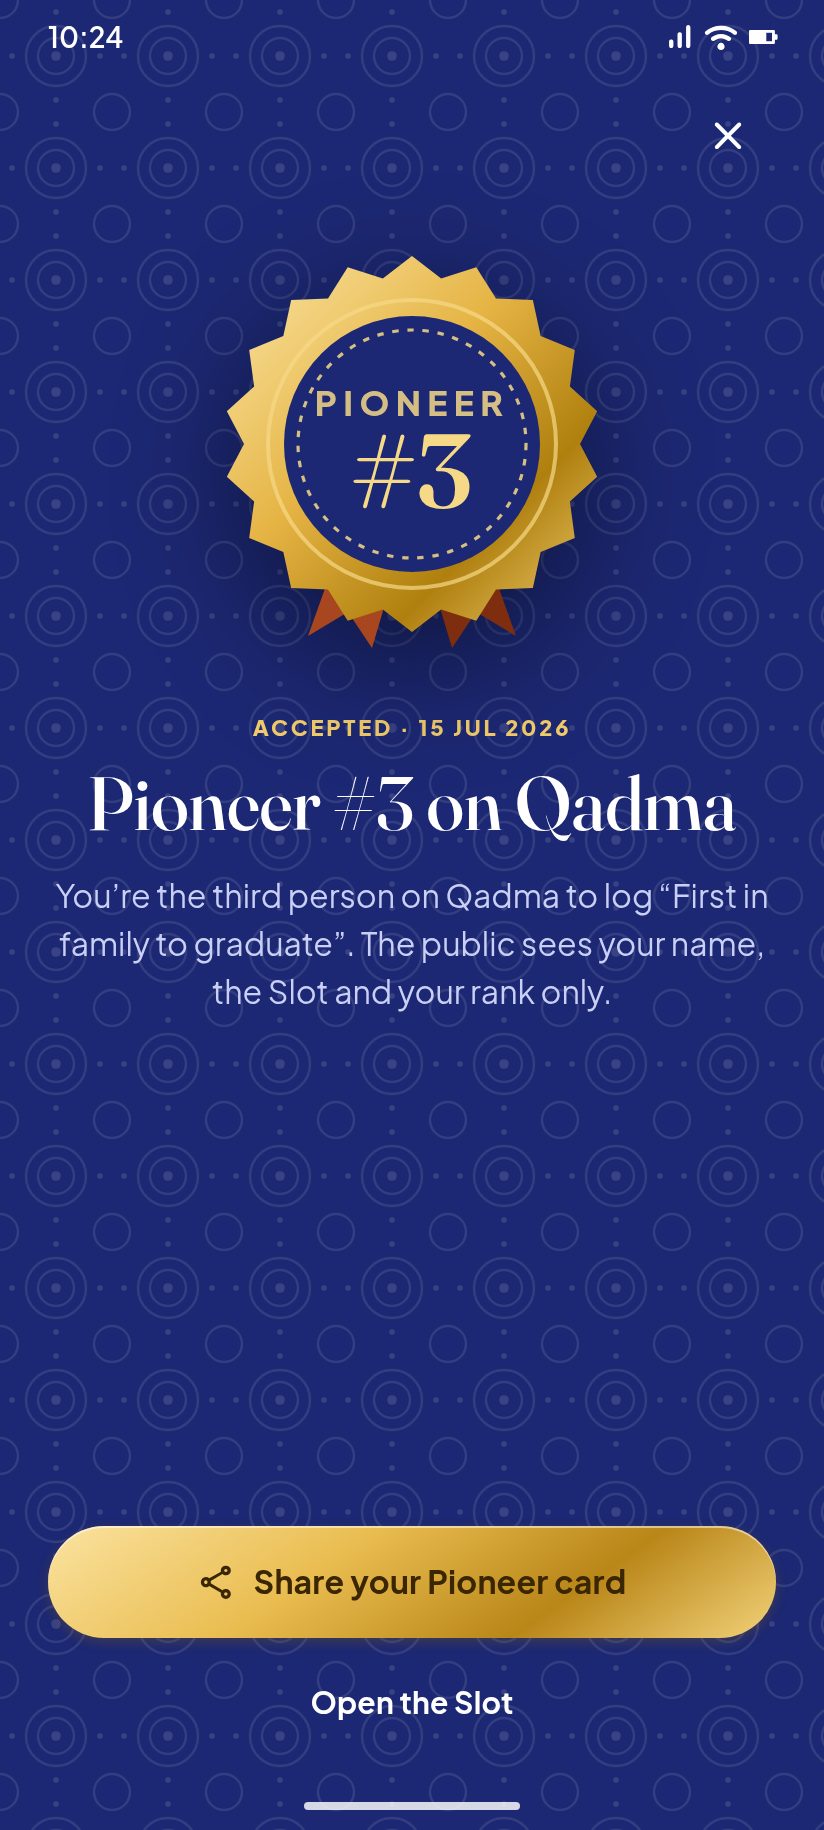 10:24
PIONEER
#3
ACCEPTED · 15 JUL 2026
Pioneer #3 on Qadma
You’re the third person on Qadma to log “First in
family to graduate”. The public sees your name,
the Slot and your rank only.
Share your Pioneer card
Open the Slot